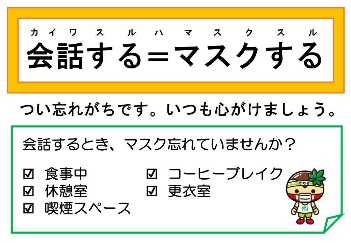 カイワスルハマスクスル
会話する＝マスクする
つい忘れがちです。いつも心がけましょう。
会話するとき、マスク忘れていませんか？
☑ 食事中 ☑ コーヒーブレイク
☑ 休憩室 ☑ 更衣室
☑ 喫煙スペース